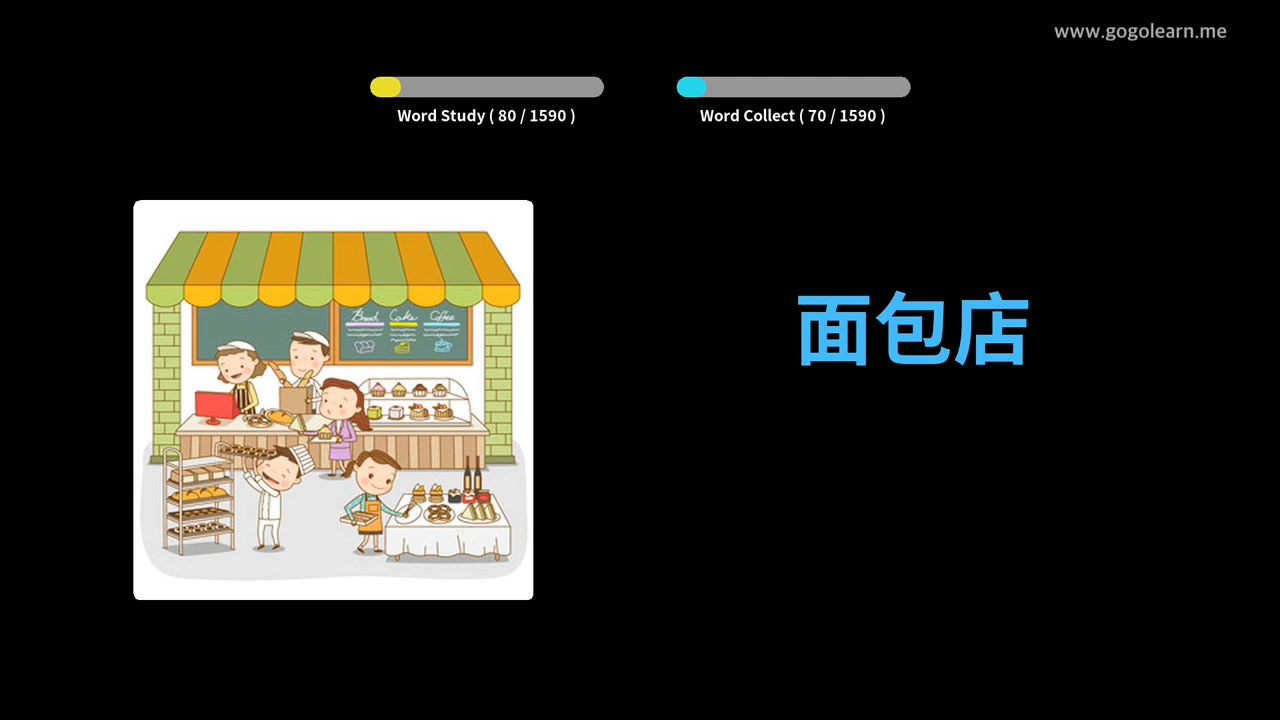 www.gogolearn.me
Word Study ( 80 / 1590 )
Word Collect ( 70 / 1590 )
Bread Cake Coffee
面包店